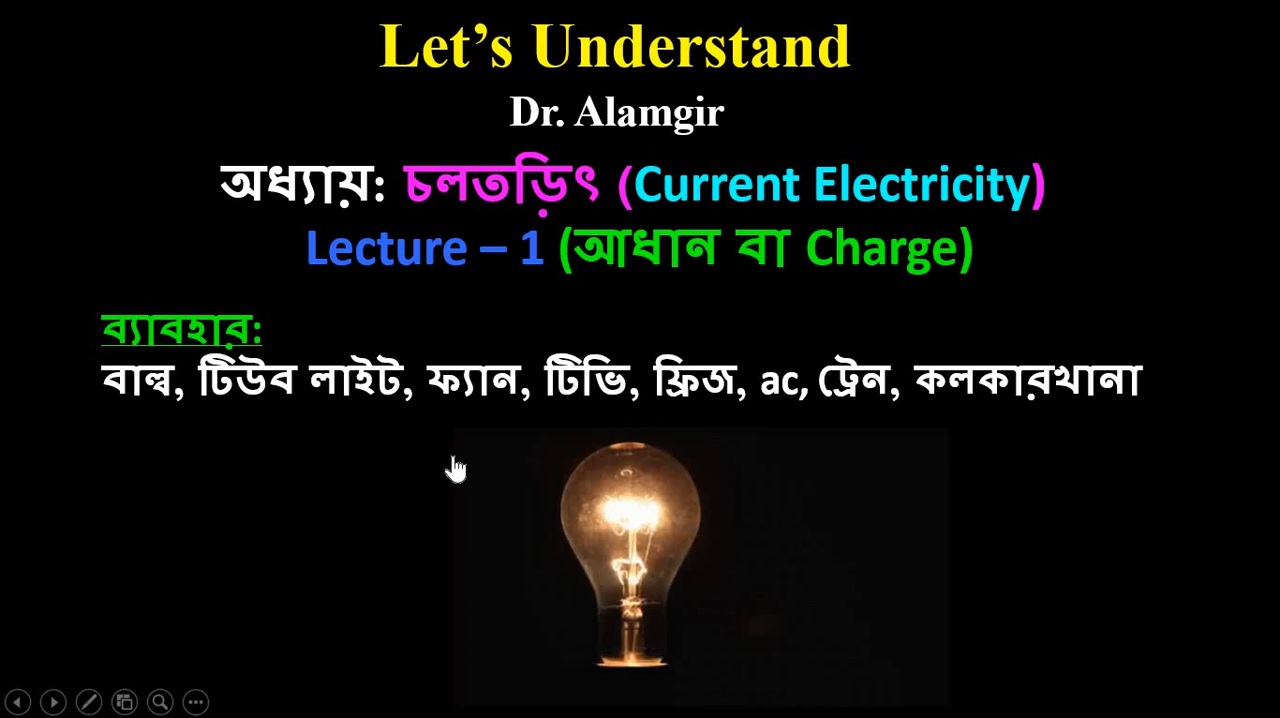 Let’s Understand
Dr. Alamgir
অধ্যায়: চলতড়িৎ (Current Electricity)
Lecture – 1 (আধান বা Charge)
ব্যাবহার:
বাল্ব, টিউব লাইট, ফ্যান, টিভি, ফ্রিজ, ac, ট্রেন, কলকারখানা